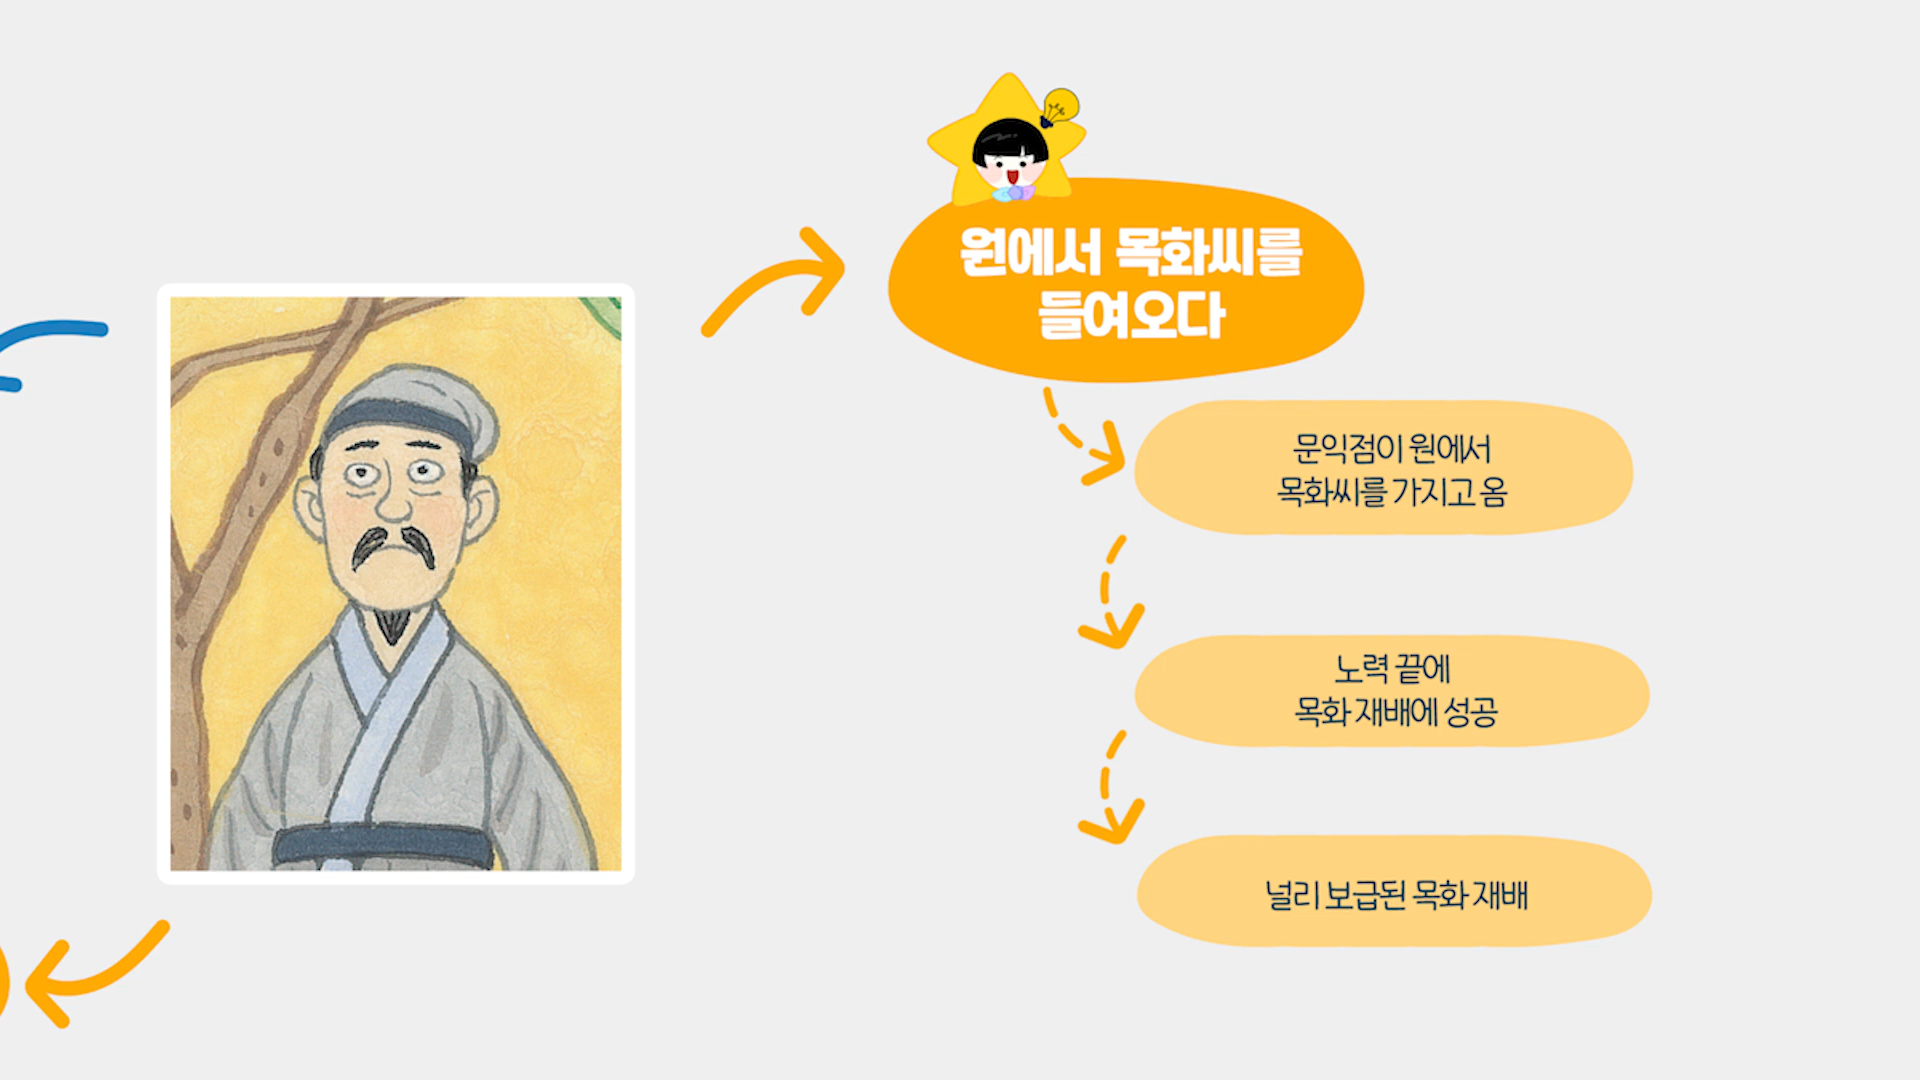 원에서 목화씨를
들여오다
문익점이 원에서
목화씨를 가지고 옴
노력 끝에
목화 재배에 성공
널리 보급된 목화 재배